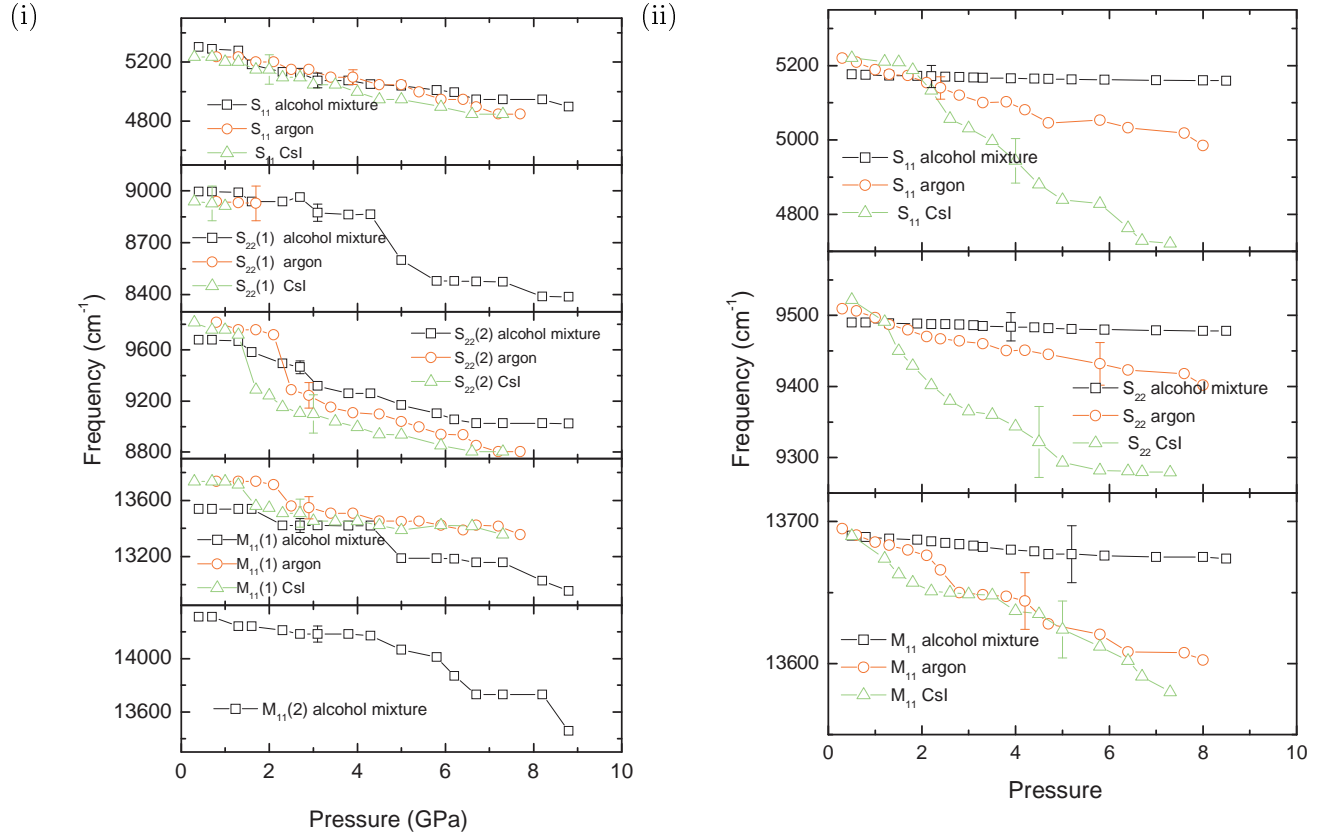 (i)
5200
4800
S₁₁ alcohol mixture
S₁₁ argon
S₁₁ CsI
9000
8700
8400
S₂₂(1) alcohol mixture
S₂₂(1) argon
S₂₂(1) CsI
9600
9200
8800
S₂₂(2) alcohol mixture
S₂₂(2) argon
S₂₂(2) CsI
13600
13200
M₁₁(1) alcohol mixture
M₁₁(1) argon
M₁₁(1) CsI
14000
13600
M₁₁(2) alcohol mixture
0 2 4 6 8 10
Pressure (GPa)
Frequency (cm⁻¹)
(ii)
5200
5000
4800
S₁₁ alcohol mixture
S₁₁ argon
S₁₁ CsI
9500
9400
9300
S₂₂ alcohol mixture
S₂₂ argon
S₂₂ CsI
13700
13600
M₁₁ alcohol mixture
M₁₁ argon
M₁₁ CsI
0 2 4 6 8 10
Pressure
Frequency (cm⁻¹)